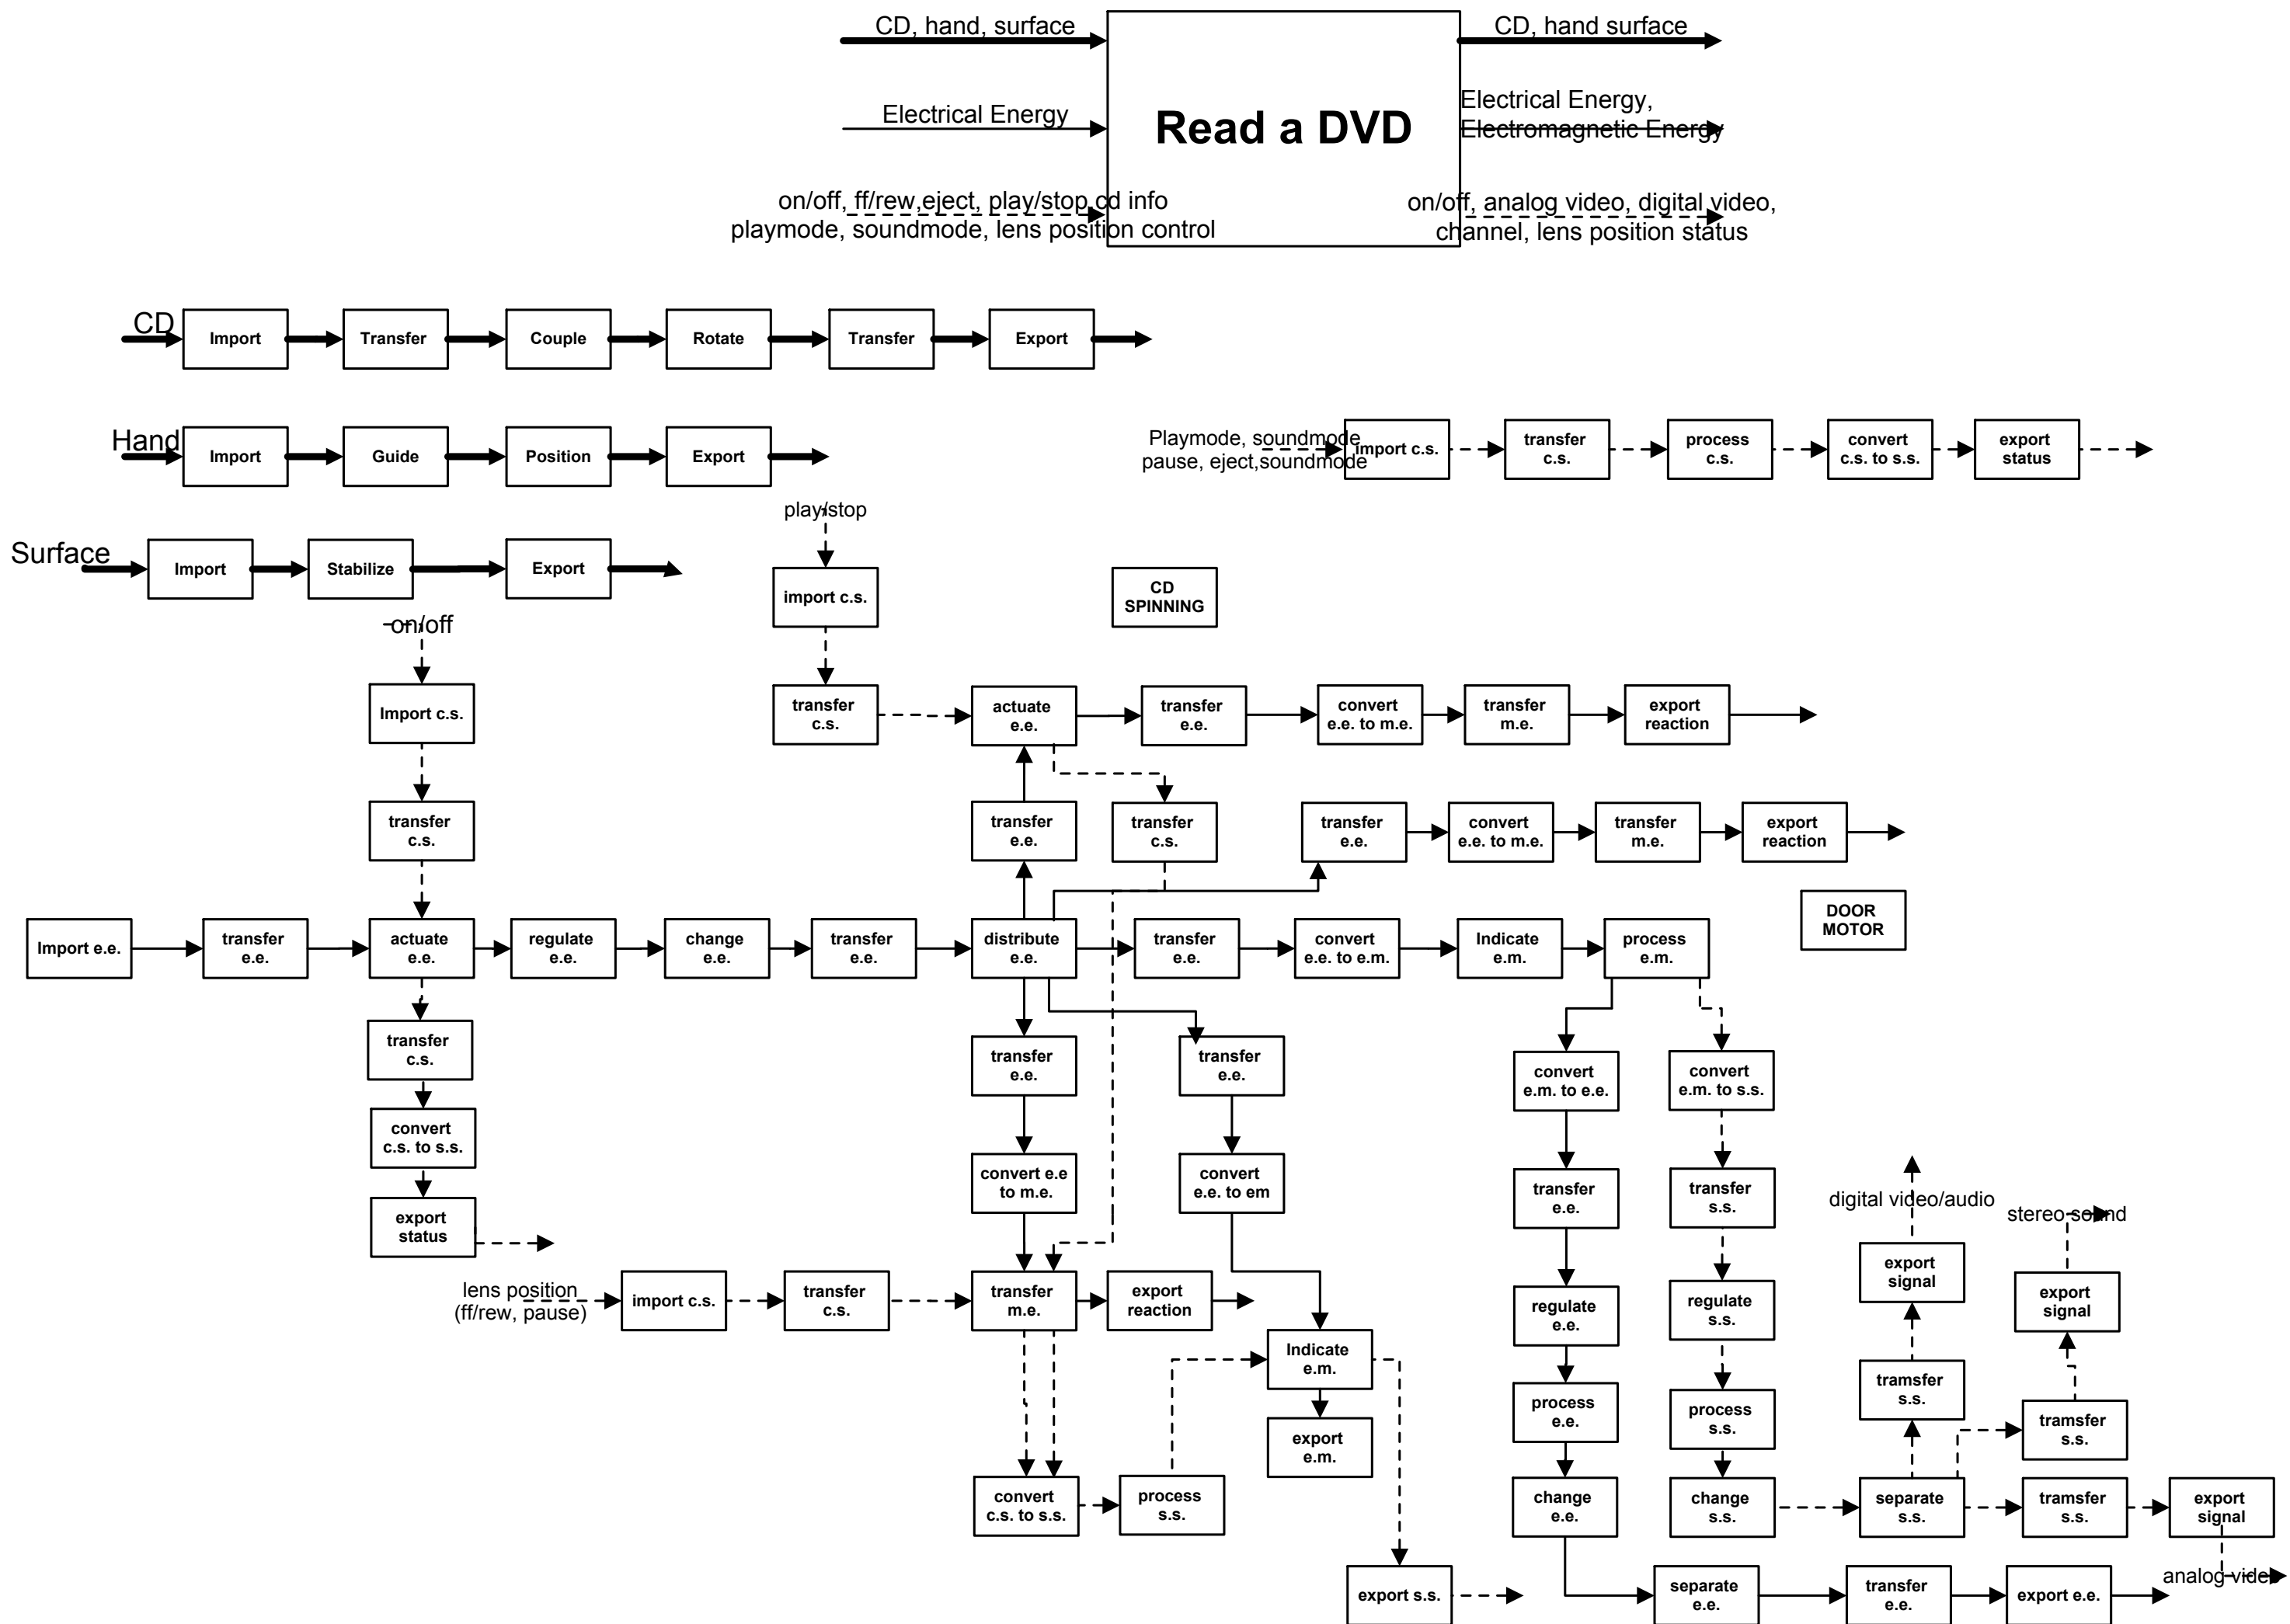 CD, hand, surface
CD, hand surface
Electrical Energy
Electrical Energy,
Electromagnetic Energy
Read a DVD
on/off, ff/rew,eject, play/stop,cd info
playmode, soundmode, lens position control
on/off, analog video, digital video,
channel, lens position status
CD
Import
Transfer
Couple
Rotate
Transfer
Export
Hand
Import
Guide
Position
Export
Playmode, soundmode
pause, eject,soundmode
import c.s.
transfer
c.s.
process
c.s.
convert
c.s. to s.s.
export
status
Surface
Import
Stabilize
Export
play/stop
import c.s.
CD
SPINNING
on/off
Import c.s.
transfer
c.s.
actuate
e.e.
transfer
e.e.
convert
e.e. to m.e.
transfer
m.e.
export
reaction
transfer
c.s.
transfer
e.e.
transfer
c.s.
transfer
e.e.
convert
e.e. to m.e.
transfer
m.e.
export
reaction
Import e.e.
transfer
e.e.
actuate
e.e.
regulate
e.e.
change
e.e.
transfer
e.e.
distribute
e.e.
transfer
e.e.
convert
e.e. to e.m.
Indicate
e.m.
process
e.m.
DOOR
MOTOR
transfer
c.s.
transfer
e.e.
transfer
e.e.
convert
e.m. to e.e.
convert
e.m. to s.s.
convert
c.s. to s.s.
convert e.e
to m.e.
convert
e.e. to em
transfer
e.e.
transfer
s.s.
export
status
digital video/audio
stereo sound
lens position
(ff/rew, pause)
import c.s.
transfer
c.s.
transfer
m.e.
export
reaction
regulate
e.e.
regulate
s.s.
export
signal
export
signal
Indicate
e.m.
process
e.e.
process
s.s.
tramsfer
s.s.
tramsfer
s.s.
export
e.m.
convert
c.s. to s.s.
process
s.s.
change
e.e.
change
s.s.
separate
s.s.
tramsfer
s.s.
export
signal
export s.s.
separate
e.e.
transfer
e.e.
export e.e.
analog video